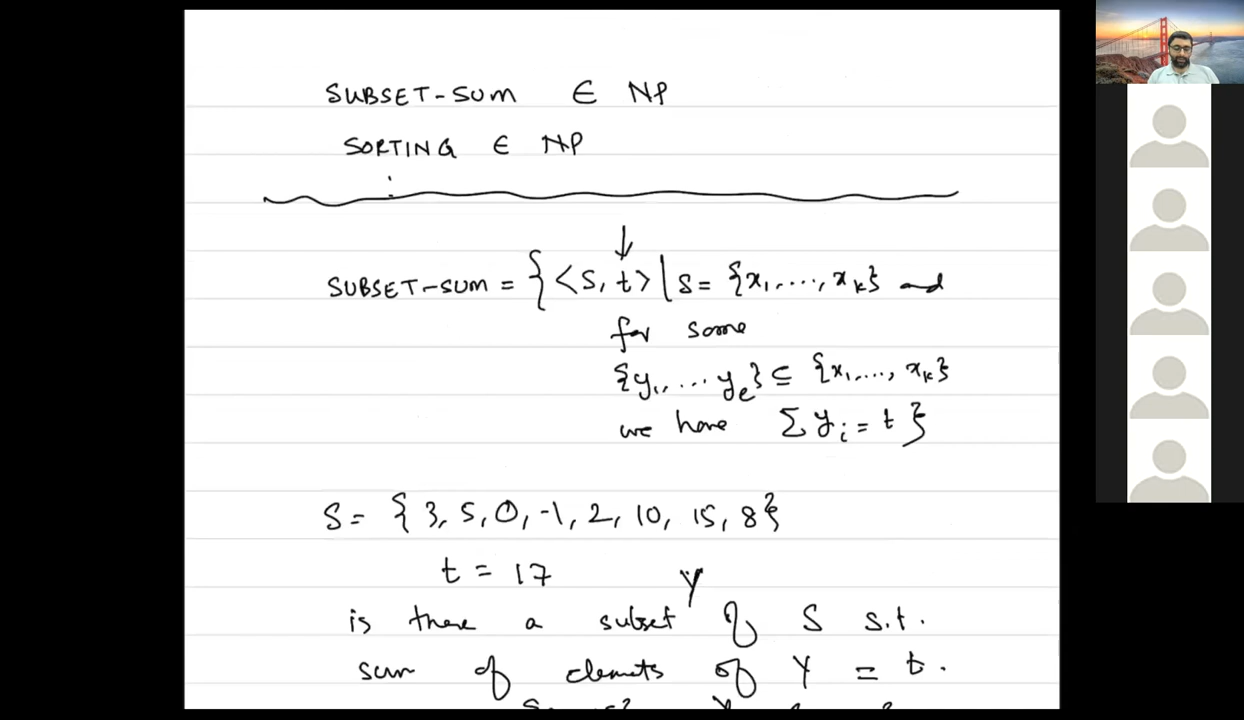 SUBSET-SUM ∈ NP
SORTING ∈ NP
SUBSET-SUM = { <S, t> | S = {x₁, ..., xₖ} and
for some
{y₁, ... yₑ} ⊆ {x₁, ..., xₖ}
we have Σ yᵢ = t }
S = { 3, 5, 0, -1, 2, 10, 15, 8 }
t = 17
Y
is there a subset of S s.t.
sum of elements of Y = t.